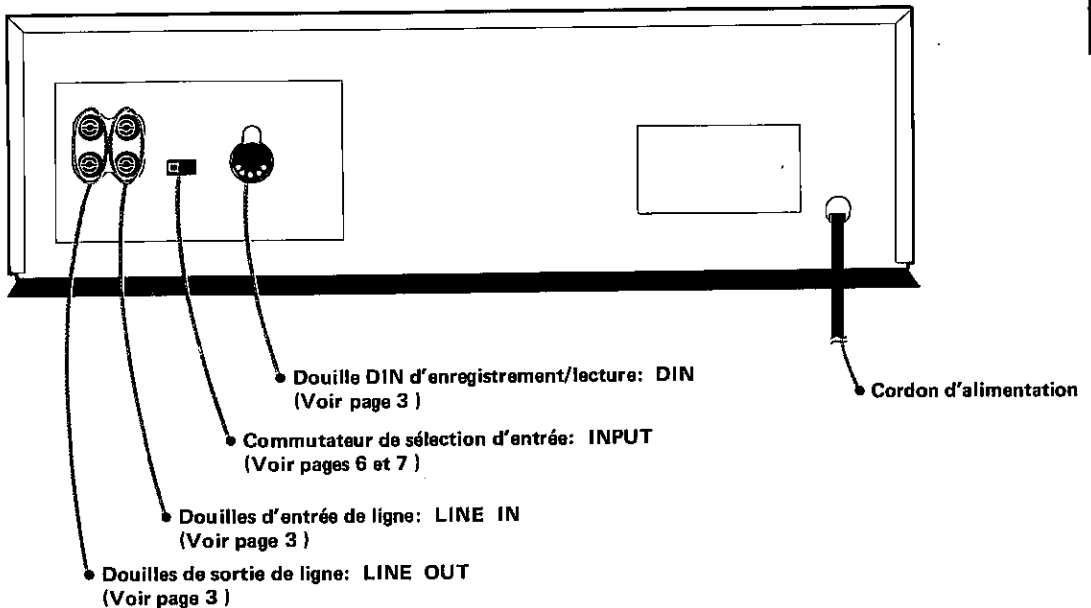 Douille DIN d'enregistrement/lecture: DIN
(Voir page 3 )
Cordon d'alimentation
Commutateur de sélection d'entrée: INPUT
(Voir pages 6 et 7 )
Douilles d'entrée de ligne: LINE IN
(Voir page 3 )
Douilles de sortie de ligne: LINE OUT
(Voir page 3 )